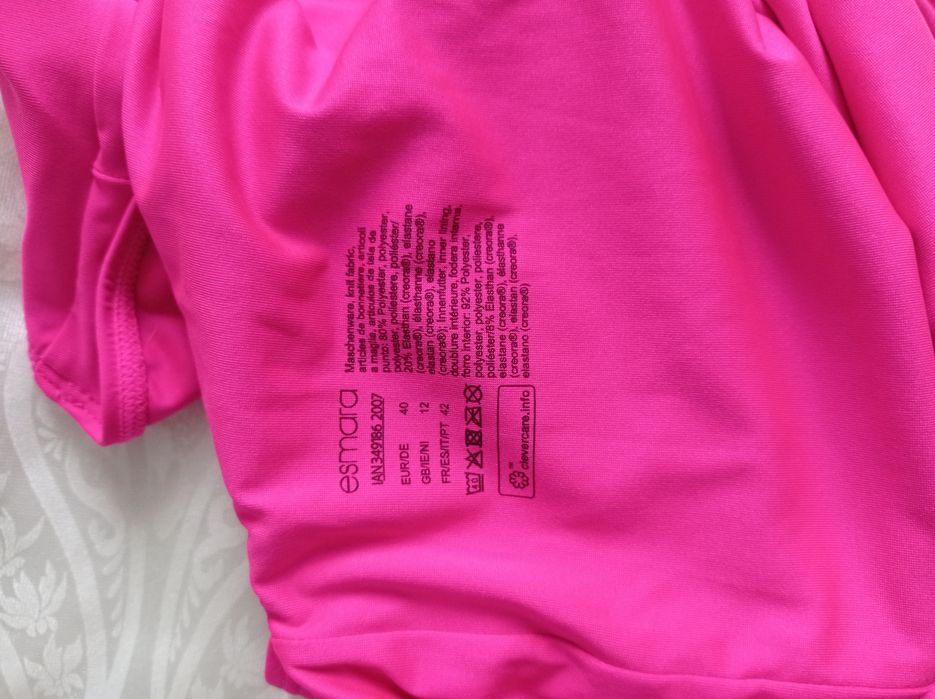 esmara
IAN 349186 2007
EUR/DE 40
GB/IE/NI 12
FR/ES/IT/PT 42
40
™
clevercare.info
Maschenware, knit fabric,
articles de bonneterie, articoli
a maglia, artículos de tela de
punto: 80% Polyester, polyester,
polyester, poliestere, poliéster/
20% Elasthan (creora®), elastane
(creora®), élasthanne (creora®),
elastan (creora®), elastano
(creora®); Innenfutter, inner lining,
doublure intérieure, fodera interna,
forro interior: 92% Polyester,
polyester, polyester, poliestere,
poliéster/8% Elasthan (creora®),
elastane (creora®), élasthanne
(creora®), elastan (creora®),
elastano (creora®)